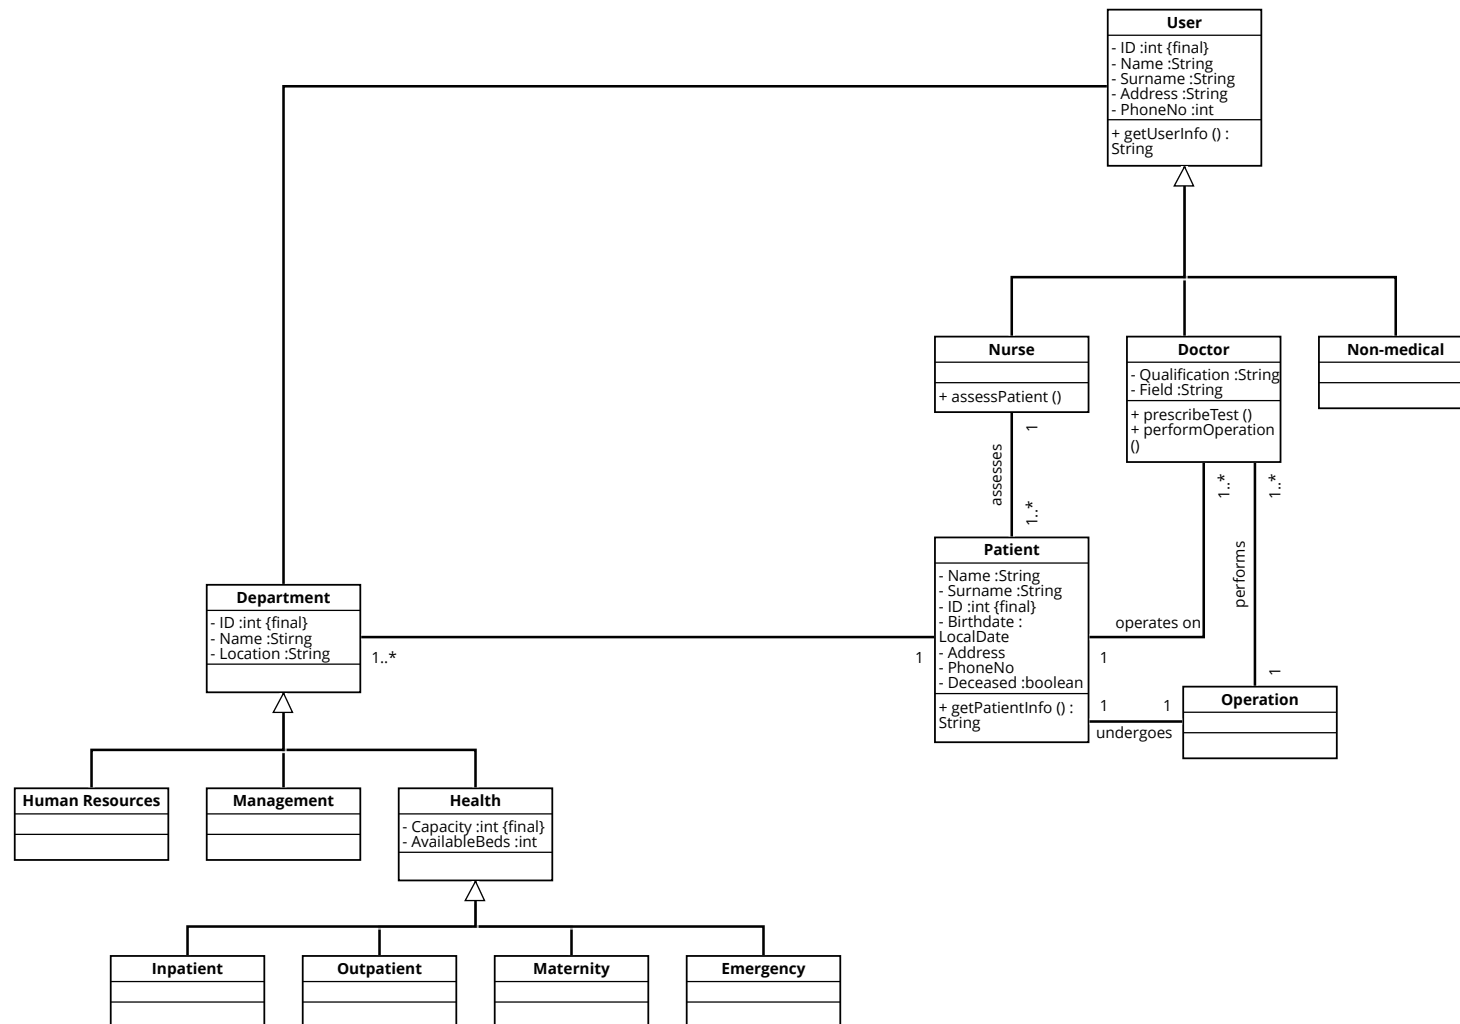 User
- ID :int {final}
- Name :String
- Surname :String
- Address :String
- PhoneNo :int
+ getUserInfo () :
String
Nurse
+ assessPatient ()
Doctor
- Qualification :String
- Field :String
+ prescribeTest ()
+ performOperation
()
Non-medical
1
assesses
1..*
1..*
1..*
performs
operates on
1
1
Patient
- Name :String
- Surname :String
- ID :int {final}
- Birthdate :
LocalDate
- Address
- PhoneNo
- Deceased :boolean
+ getPatientInfo () :
String
Department
- ID :int {final}
- Name :Stirng
- Location :String
1..*
1
1
1
undergoes
Operation
Human Resources
Management
Health
- Capacity :int {final}
- AvailableBeds :int
Inpatient
Outpatient
Maternity
Emergency